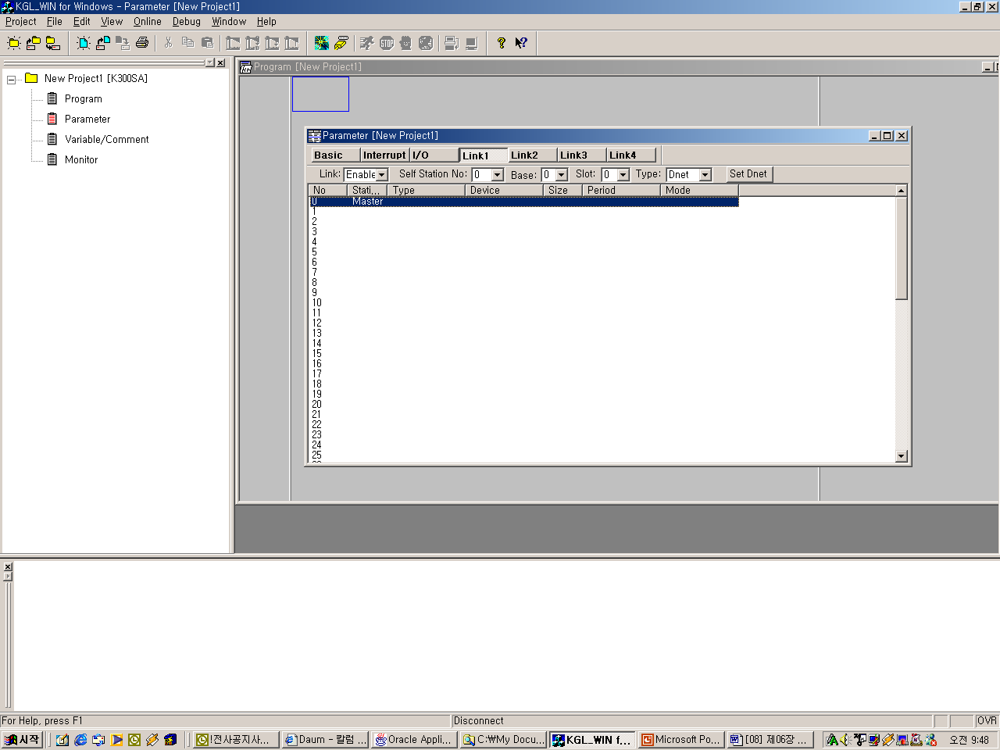 KGL_WIN for Windows - Parameter [New Project1]
Project File Edit View Online Debug Window Help
New Project1 [K300SA]
Program
Parameter
Variable/Comment
Monitor
Program [New Project1]
Parameter [New Project1]
Basic Interrupt I/O Link1 Link2 Link3 Link4
Link: Enable Self Station No: 0 Base: 0 Slot: 0 Type: Dnet Set Dnet
No Stati... Type Device Size Period Mode
0 Master
1
2
3
4
5
6
7
8
9
10
11
12
13
14
15
16
17
18
19
20
21
22
23
24
25
For Help, press F1 Disconnect OVR
시작 !전사공지사... Daum - 칼럼 ... Oracle Appli... C:₩My Docu... KGL_WIN f... Microsoft Po... [08] 제06장 ... 오전 9:48